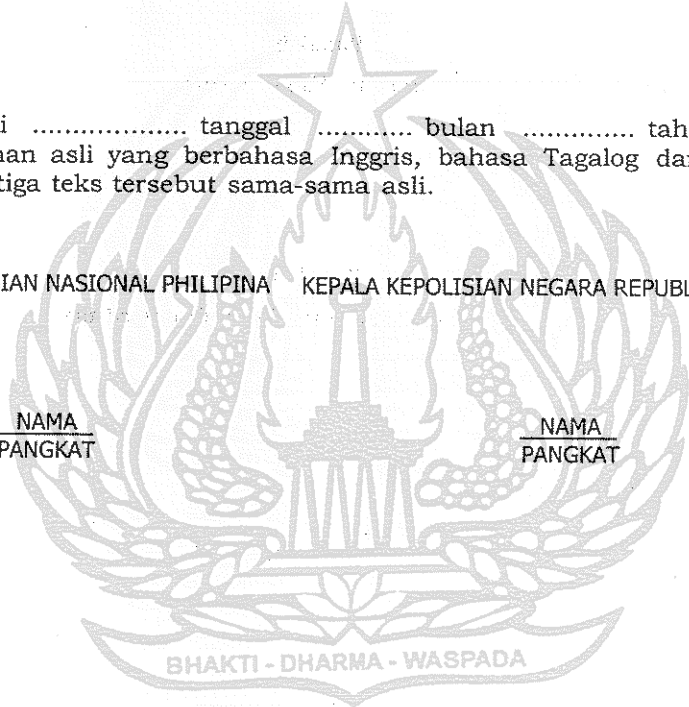 i ................... tanggal ............ bulan .............. tah
nan asli yang berbahasa Inggris, bahasa Tagalog dar
tiga teks tersebut sama-sama asli.
IAN NASIONAL PHILIPINA KEPALA KEPOLISIAN NEGARA REPUBL
NAMA NAMA
PANGKAT PANGKAT
BHAKTI - DHARMA - WASPADA